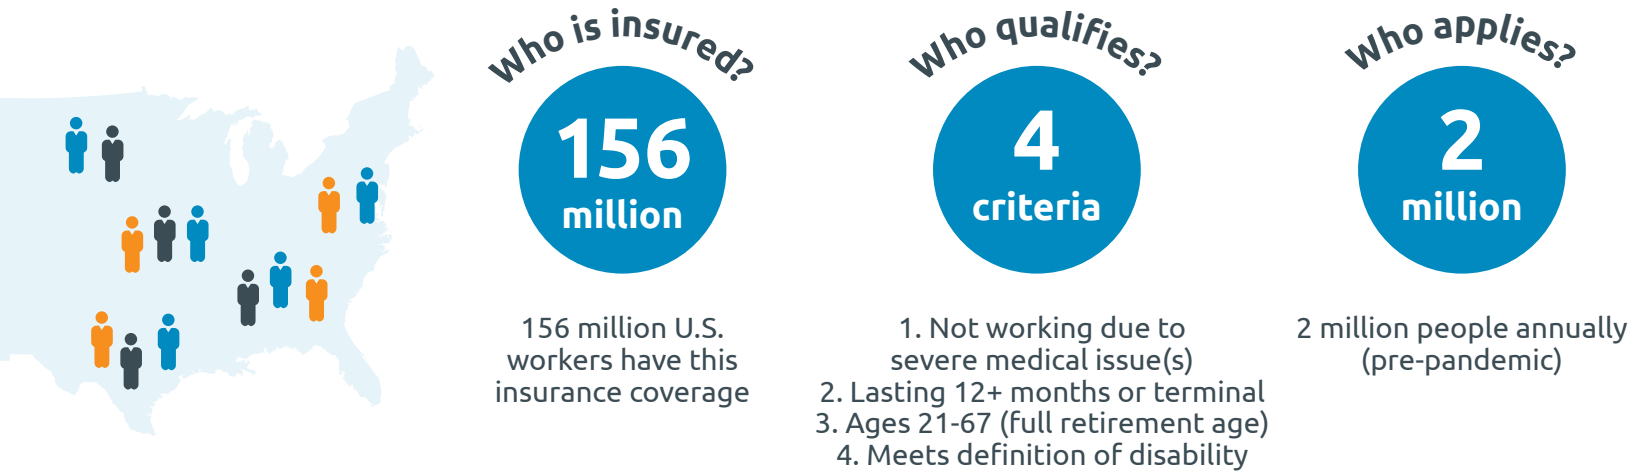 Who is insured?
156
million
156 million U.S.
workers have this
insurance coverage
Who qualifies?
4
criteria
1. Not working due to
severe medical issue(s)
2. Lasting 12+ months or terminal
3. Ages 21-67 (full retirement age)
4. Meets definition of disability
Who applies?
2
million
2 million people annually
(pre-pandemic)